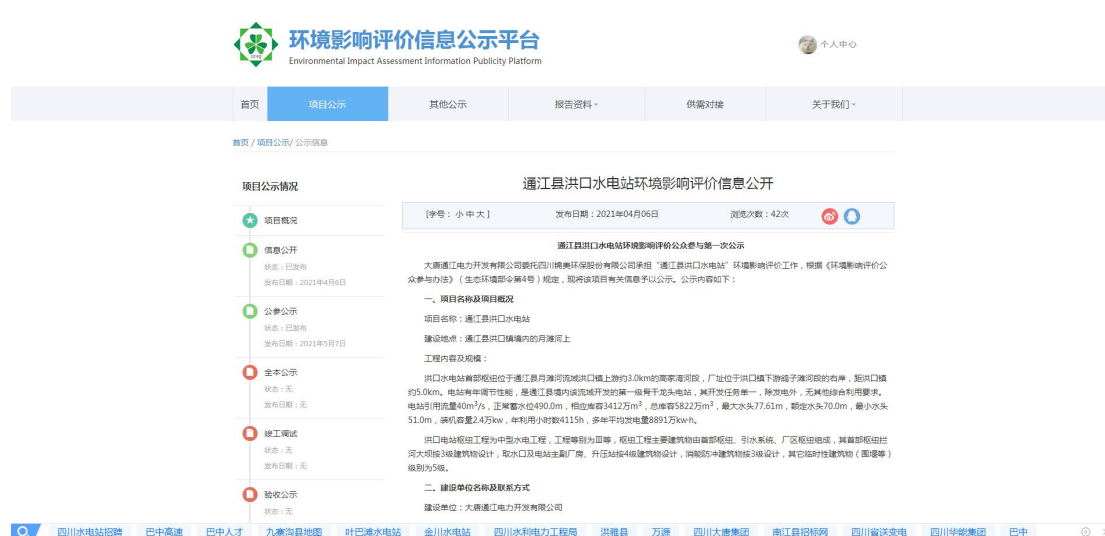 环境影响评价信息公示平台
Environmental Impact Assessment Information Publicity Platform
个人中心
首页 项目公示 其他公示 报告资料 供需对接 关于我们
首页 / 项目公示/ 公示信息
项目公示情况
项目概况
信息公开
状态：已发布
发布日期：2021年4月6日
公参公示
状态：已发布
发布日期：2021年5月7日
全本公示
状态：无
发布日期：无
竣工调试
状态：无
发布日期：无
验收公示
状态：无
通江县洪口水电站环境影响评价信息公开
[字号：小 中 大] 发布日期：2021年04月06日 浏览次数：42次
通江县洪口水电站环境影响评价公众参与第一次公示
大唐通江电力开发有限公司委托四川锦美环保股份有限公司承担“通江县洪口水电站”环境影响评价工作，根据《环境影响评价公
众参与办法》（生态环境部令第4号）规定，现将该项目有关信息予以公示。公示内容如下：
一、项目名称及项目概况
项目名称：通江县洪口水电站
建设地点：通江县洪口镇境内的月滩河上
工程内容及规模：
洪口水电站首部枢纽位于通江县月滩河流域洪口镇上游约3.0km的高家湾河段，厂址位于洪口镇下游鸽子滩河段的右岸，距洪口镇
约5.0km。电站有年调节性能，是通江县境内该流域开发的第一级骨干龙头电站，其开发任务单一，除发电外，无其他综合利用要求。
电站引用流量40m³/s，正常蓄水位490.0m，相应库容3412万m³，总库容5822万m³，最大水头77.61m，额定水头70.0m，最小水头
51.0m，装机容量2.4万kw，年利用小时数4115h，多年平均发电量8891万kw·h。
洪口电站枢纽工程为中型水电工程，工程等别为Ⅲ等，枢纽工程主要建筑物由首部枢纽、引水系统、厂区枢纽组成，其首部枢纽拦
河大坝按3级建筑物设计，取水口及电站主副厂房、升压站按4级建筑物设计，消能防冲建筑物按3级设计，其它临时性建筑物（围堰等）
级别为5级。
二、建设单位名称及联系方式
建设单位：大唐通江电力开发有限公司
四川水电站招聘 巴中高速 巴中人才 九寨沟县地图 叶巴滩水电站 金川水电站 四川水利电力工程局 洪雅县 万源 四川大唐集团 南江县招标网 四川省送变电 四川华能集团 巴中